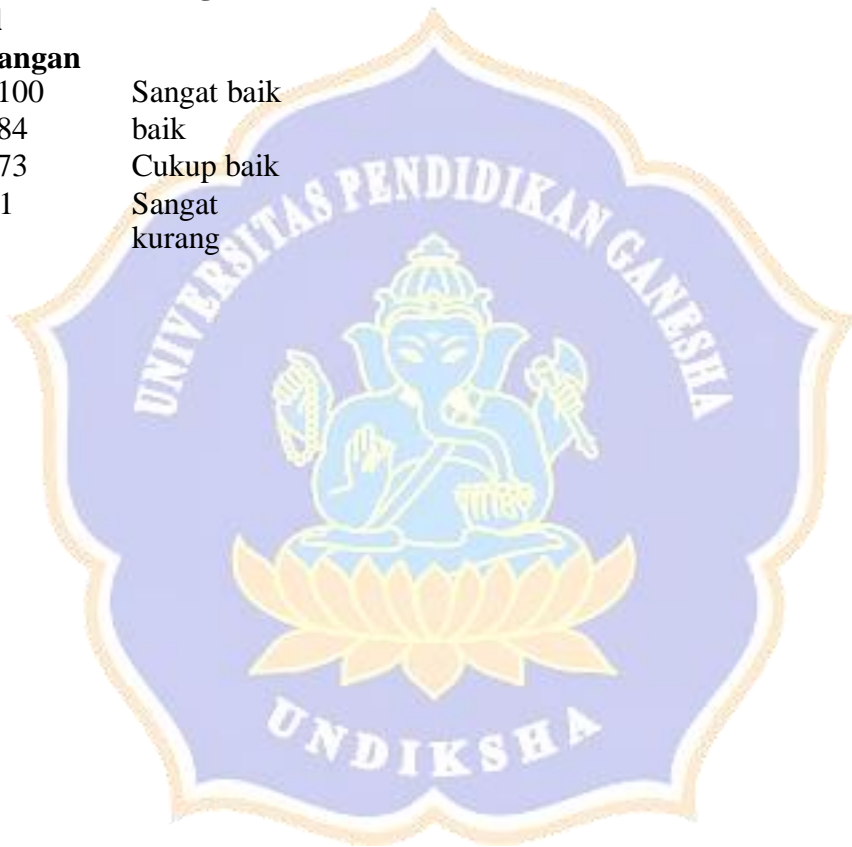 angan
100 Sangat baik
84 baik
73 Cukup baik
1 Sangat
kurang
UNIVERSITAS PENDIDIKAN GANESHA
UNDIKSHA